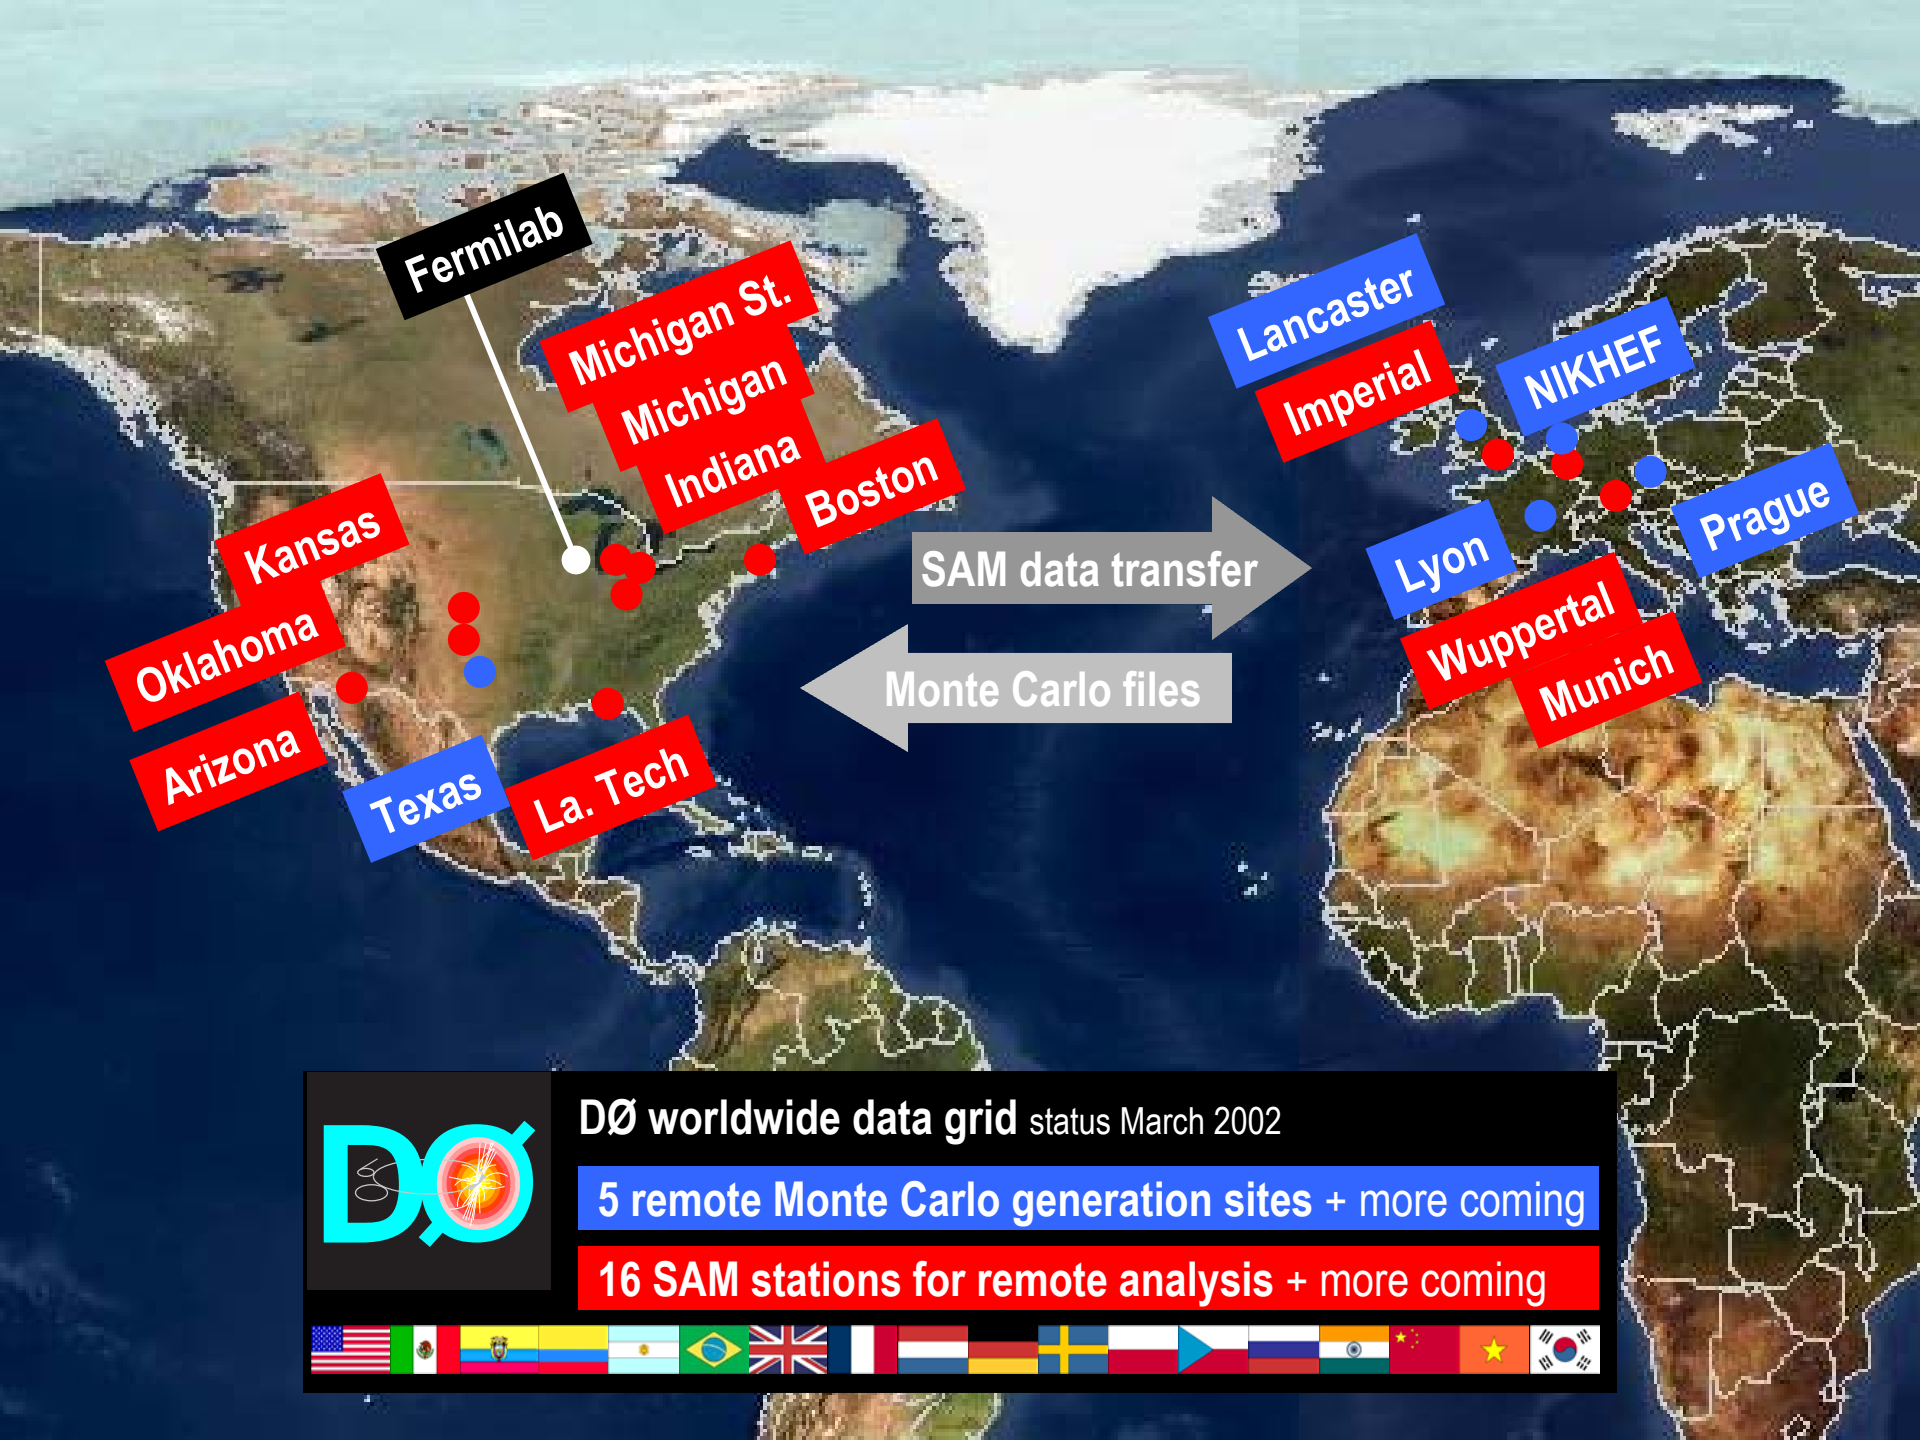 Fermilab
Michigan St.
Michigan
Indiana
Boston
Kansas
Oklahoma
Arizona
Texas
La. Tech
Lancaster
Imperial
NIKHEF
Prague
Lyon
Wuppertal
Munich
SAM data transfer
Monte Carlo files
DØ
DØ worldwide data grid status March 2002
5 remote Monte Carlo generation sites + more coming
16 SAM stations for remote analysis + more coming